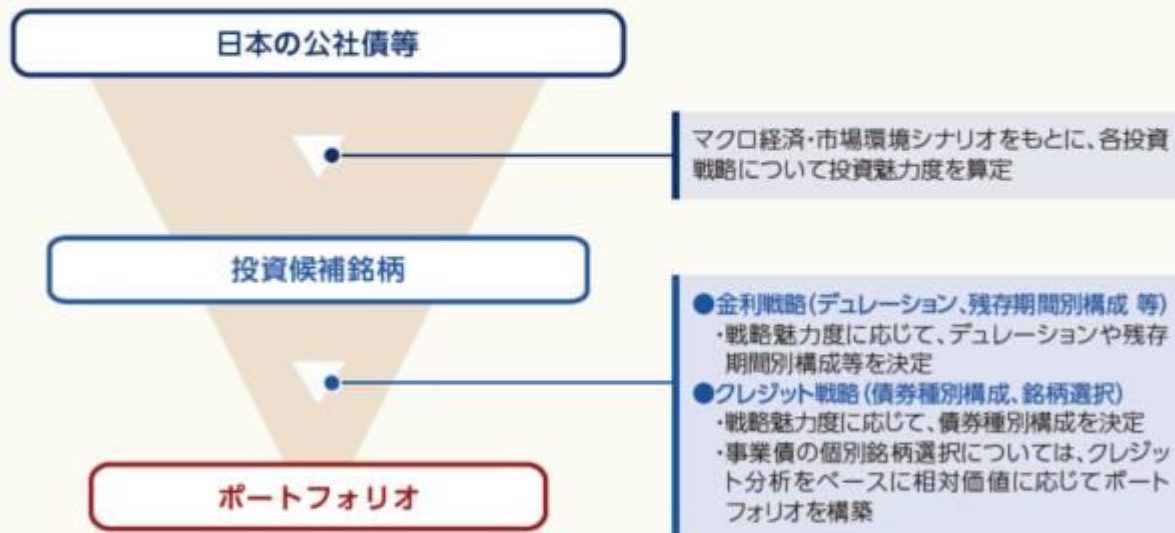 日本の公社債等
マクロ経済・市場環境シナリオをもとに、各投資
戦略について投資魅力度を算定
投資候補銘柄
●金利戦略(デュレーション、残存期間別構成 等)
・戦略魅力度に応じて、デュレーションや残存
期間別構成等を決定
●クレジット戦略(債券種別構成、銘柄選択)
・戦略魅力度に応じて、債券種別構成を決定
・事業債の個別銘柄選択については、クレジッ
ト分析をベースに相対価値に応じてポート
フォリオを構築
ポートフォリオ